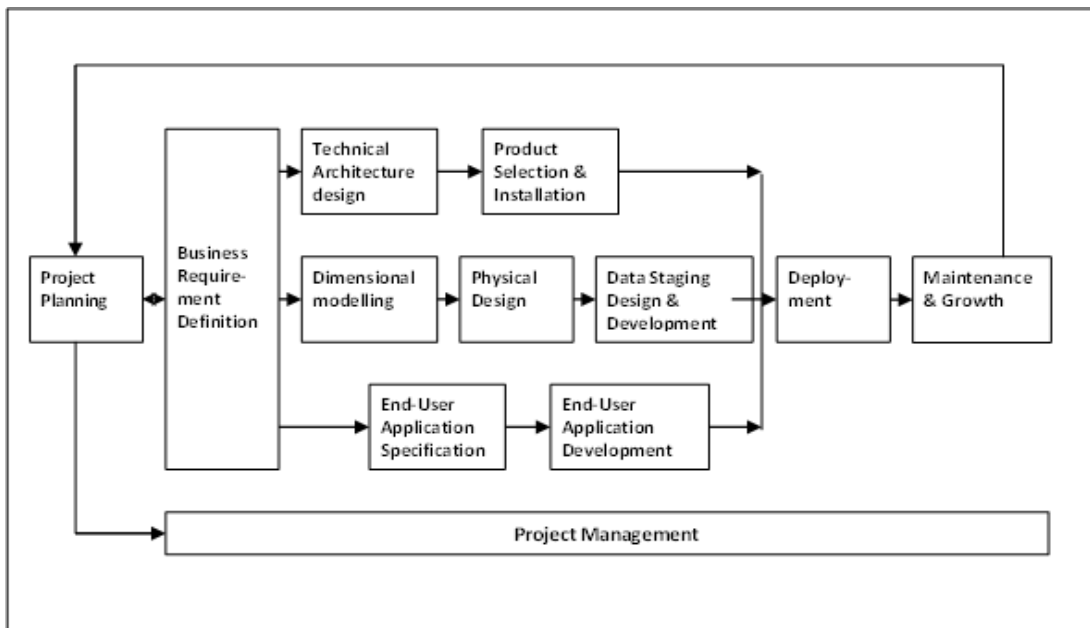 Technical
Architecture
design
Product
Selection &
Installation
Project
Planning
Business
Require-
ment
Definition
Dimensional
modelling
Physical
Design
Data Staging
Design &
Development
Deploy-
ment
Maintenance
& Growth
End-User
Application
Specification
End-User
Application
Development
Project Management